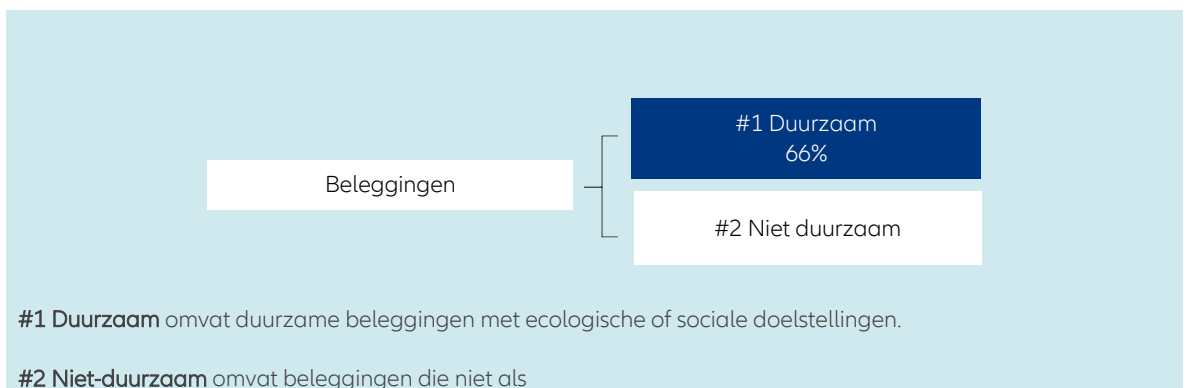 #1 Duurzaam
66%
Beleggingen
#2 Niet duurzaam
#1 Duurzaam omvat duurzame beleggingen met ecologische of sociale doelstellingen.
#2 Niet-duurzaam omvat beleggingen die niet als